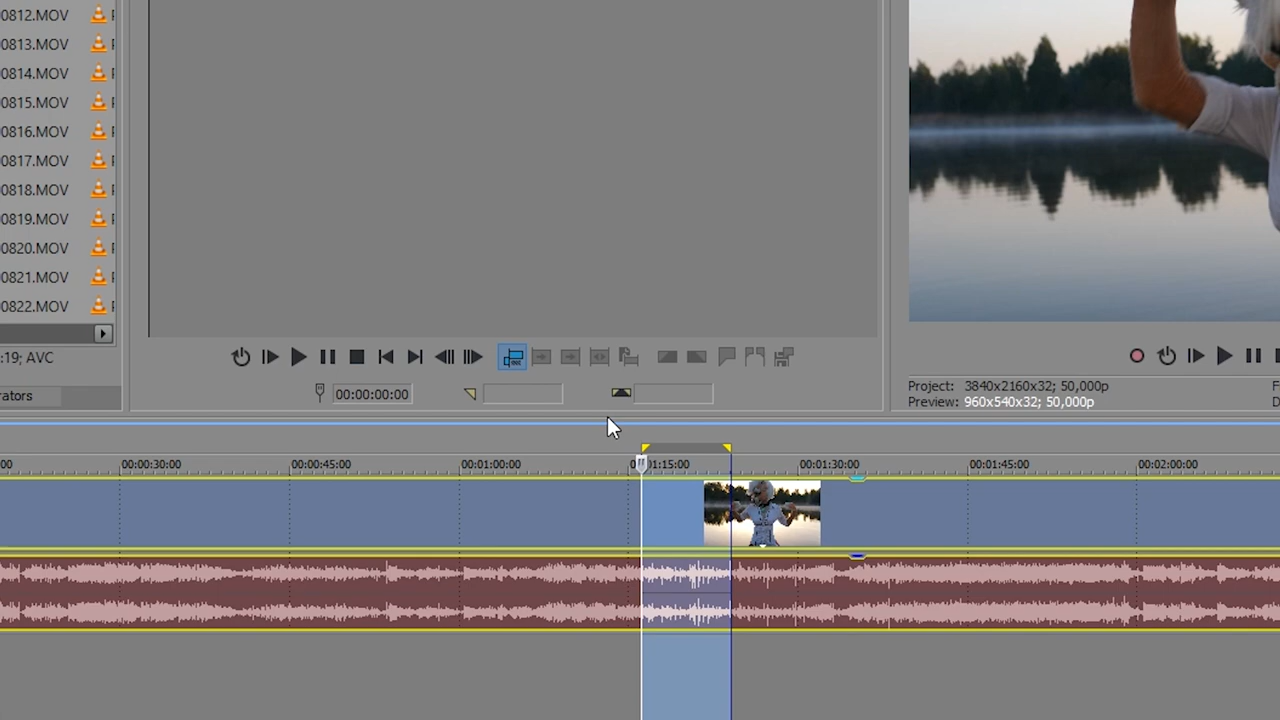 0812.MOV
0813.MOV
0814.MOV
0815.MOV
0816.MOV
0817.MOV
0818.MOV
0819.MOV
0820.MOV
0821.MOV
0822.MOV
:19; AVC
rators
00:00:00:00
Project: 3840x2160x32; 50,000p
Preview: 960x540x32; 50,000p
00
00:00:30:00
00:00:45:00
00:01:00:00
01:15:00
00:01:30:00
00:01:45:00
00:02:00:00